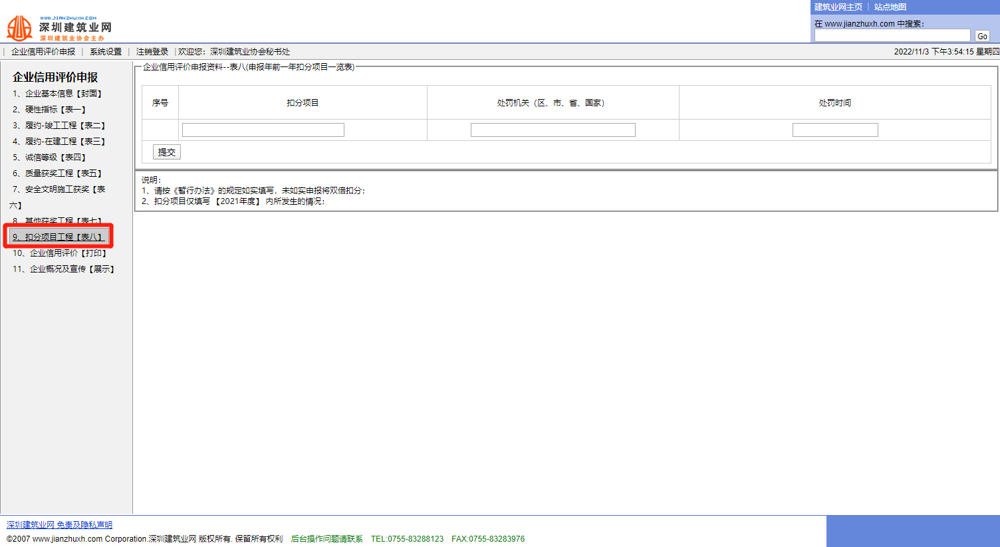 建筑业网主页 | 站点地图
WWW.JIANZHUXH.COM
深圳建筑业网
深圳建筑业协会主办
在 www.jianzhuxh.com 中搜索：
Go
| 企业信用评价申报 | 系统设置 | 注销登录 |欢迎您：深圳建筑业协会秘书处
2022/11/3 下午3:54:15 星期四
企业信用评价申报
1、企业基本信息【封面】
2、硬性指标【表一】
3、履约-竣工工程【表二】
4、履约-在建工程【表三】
5、诚信等级【表四】
6、质量获奖工程【表五】
7、安全文明施工获奖【表
六】
8、其他获奖工程【表七】
9、扣分项目工程【表八】
10、企业信用评价【打印】
11、企业概况及宣传【展示】
企业信用评价申报资料--表八(申报年前一年扣分项目一览表)
序号 扣分项目 处罚机关（区、市、省、国家） 处罚时间
提交
说明：
1、请按《暂行办法》的规定如实填写，未如实申报将双倍扣分；
2、扣分项目仅填写 【2021年度】 内所发生的情况；
深圳建筑业网 免责及隐私声明
©2007 www.jianzhuxh.com Corporation.深圳建筑业网 版权所有. 保留所有权利 后台操作问题请联系 TEL:0755-83288123 FAX:0755-83283976